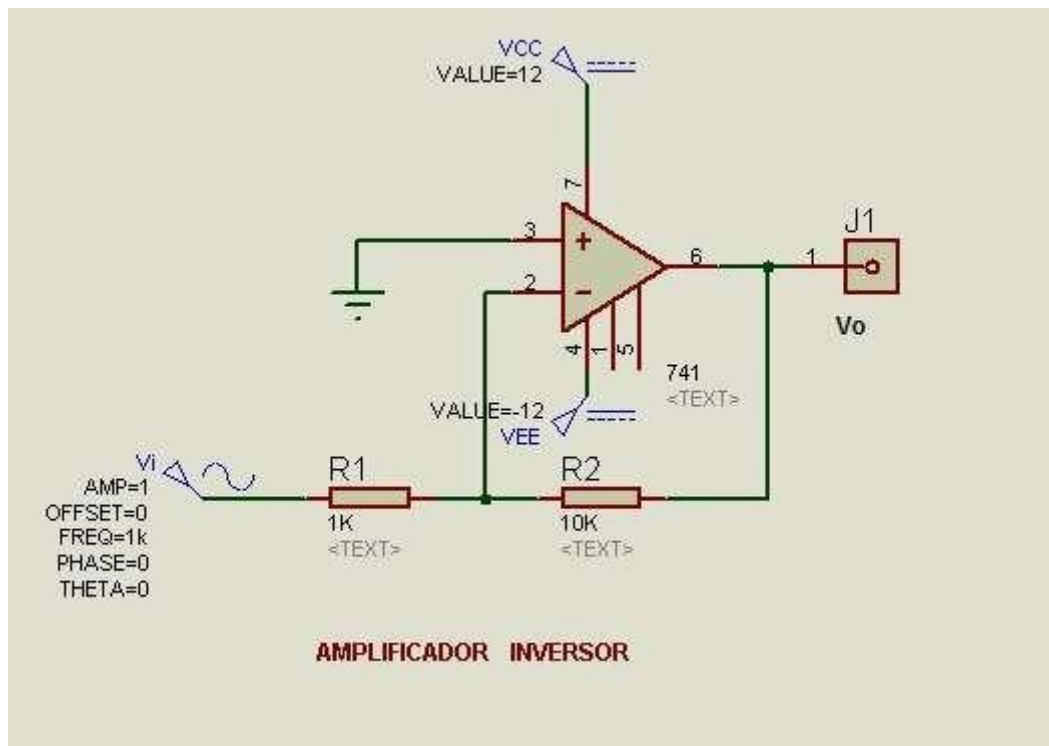 VCC
VALUE=12
7
3
+
2
−
6
1
J1
Vo
4
1
5
741
<TEXT>
VALUE=-12
VEE
Vi
AMP=1
OFFSET=0
FREQ=1k
PHASE=0
THETA=0
R1
1K
<TEXT>
R2
10K
<TEXT>
AMPLIFICADOR INVERSOR